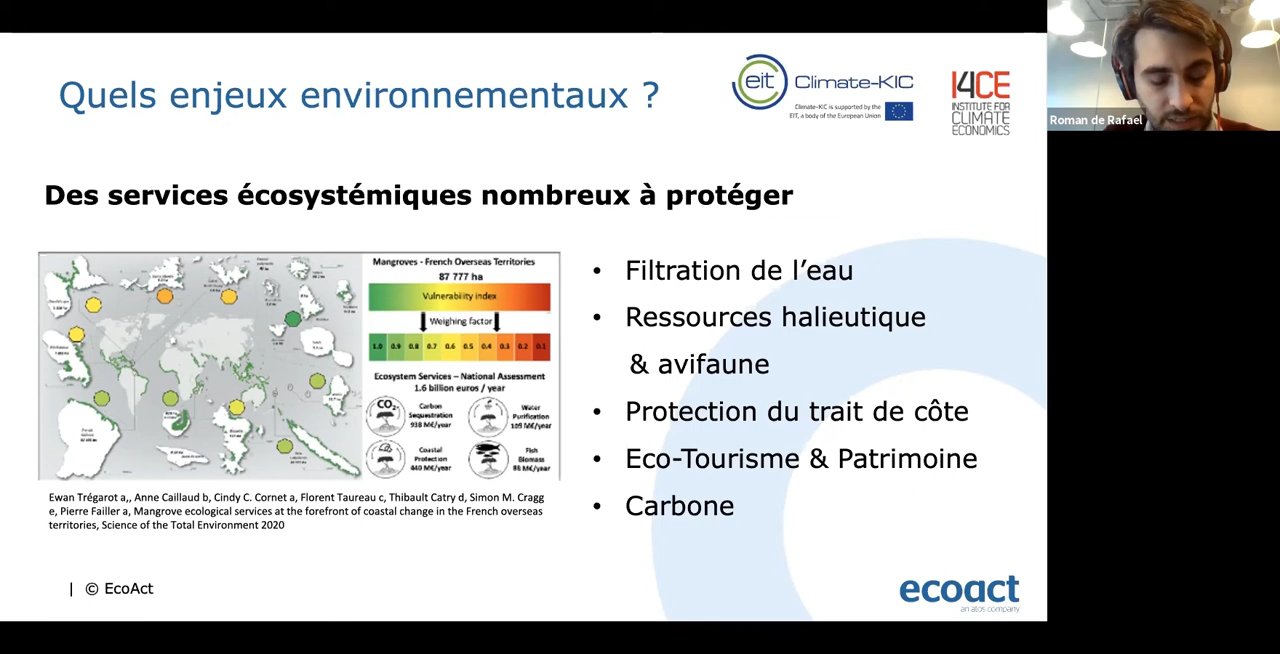 Quels enjeux environnementaux ?
eit Climate-KIC
Climate-KIC is supported by the
EIT, a body of the European Union
I4CE
INSTITUTE FOR
CLIMATE
ECONOMICS
Roman de Rafael
Des services écosystémiques nombreux à protéger
Mangroves - French Overseas Territories
87 777 ha
Vulnerability index
Weighing factor
1.0 0.9 0.8 0.7 0.6 0.5 0.4 0.3 0.2 0.1
Ecosystem Services – National Assessment
1.6 billion euros / year
CO2
Carbon
Sequestration
938 M€/year
Water
Purification
109 M€/year
Coastal
Protection
440 M€/year
Fish
Biomass
88 M€/year
Ewan Trégarot a,, Anne Caillaud b, Cindy C. Cornet a, Florent Taureau c, Thibault Catry d, Simon M. Cragg
e, Pierre Failler a, Mangrove ecological services at the forefront of coastal change in the French overseas
territories, Science of the Total Environment 2020
• Filtration de l’eau
• Ressources halieutique
& avifaune
• Protection du trait de côte
• Eco-Tourisme & Patrimoine
• Carbone
| © EcoAct
ecoact
an atos company